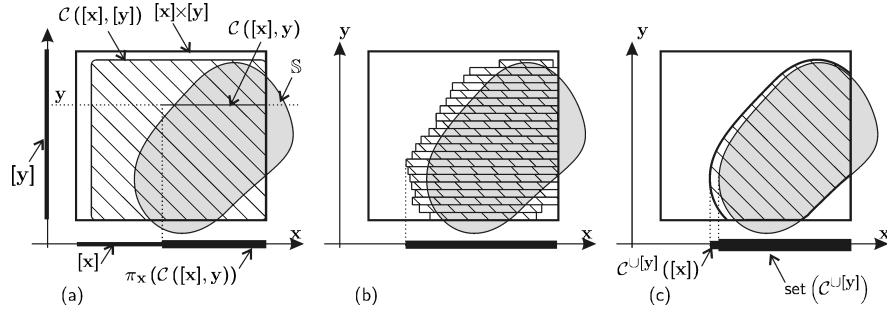 𝒞([x],[y])
[x]×[y]
𝒞([x],y)
𝕊
y
[y]
x
[x]
π_x(𝒞([x],y))
(a)
y
x
(b)
y
x
𝒞^∪[y]([x])
set(𝒞^∪[y])
(c)